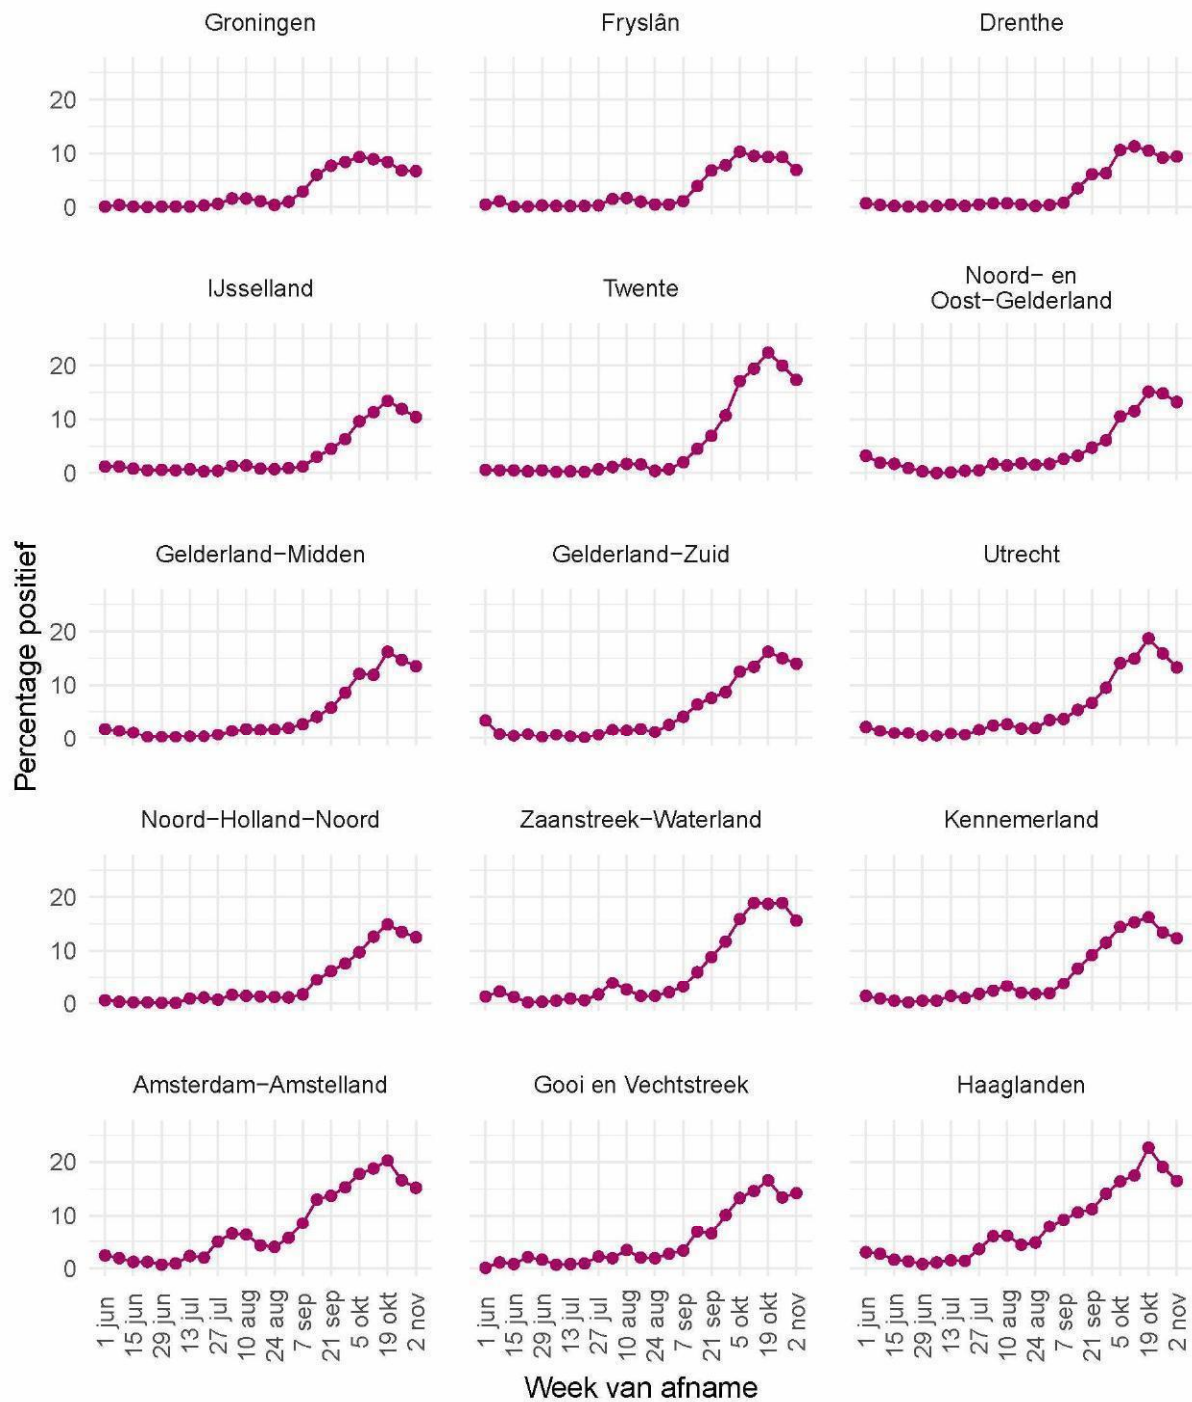 Groningen
Fryslân
Drenthe
20
10
0
IJsselland
Twente
Noord- en
Oost-Gelderland
20
10
0
Percentage positief
Gelderland-Midden
Gelderland-Zuid
Utrecht
20
10
0
Noord-Holland-Noord
Zaanstreek-Waterland
Kennemerland
20
10
0
Amsterdam-Amstelland
Gooi en Vechtstreek
Haaglanden
20
10
0
1 jun
15 jun
29 jun
13 jul
27 jul
10 aug
24 aug
7 sep
21 sep
5 okt
19 okt
2 nov
1 jun
15 jun
29 jun
13 jul
27 jul
10 aug
24 aug
7 sep
21 sep
5 okt
19 okt
2 nov
1 jun
15 jun
29 jun
13 jul
27 jul
10 aug
24 aug
7 sep
21 sep
5 okt
19 okt
2 nov
Week van afname